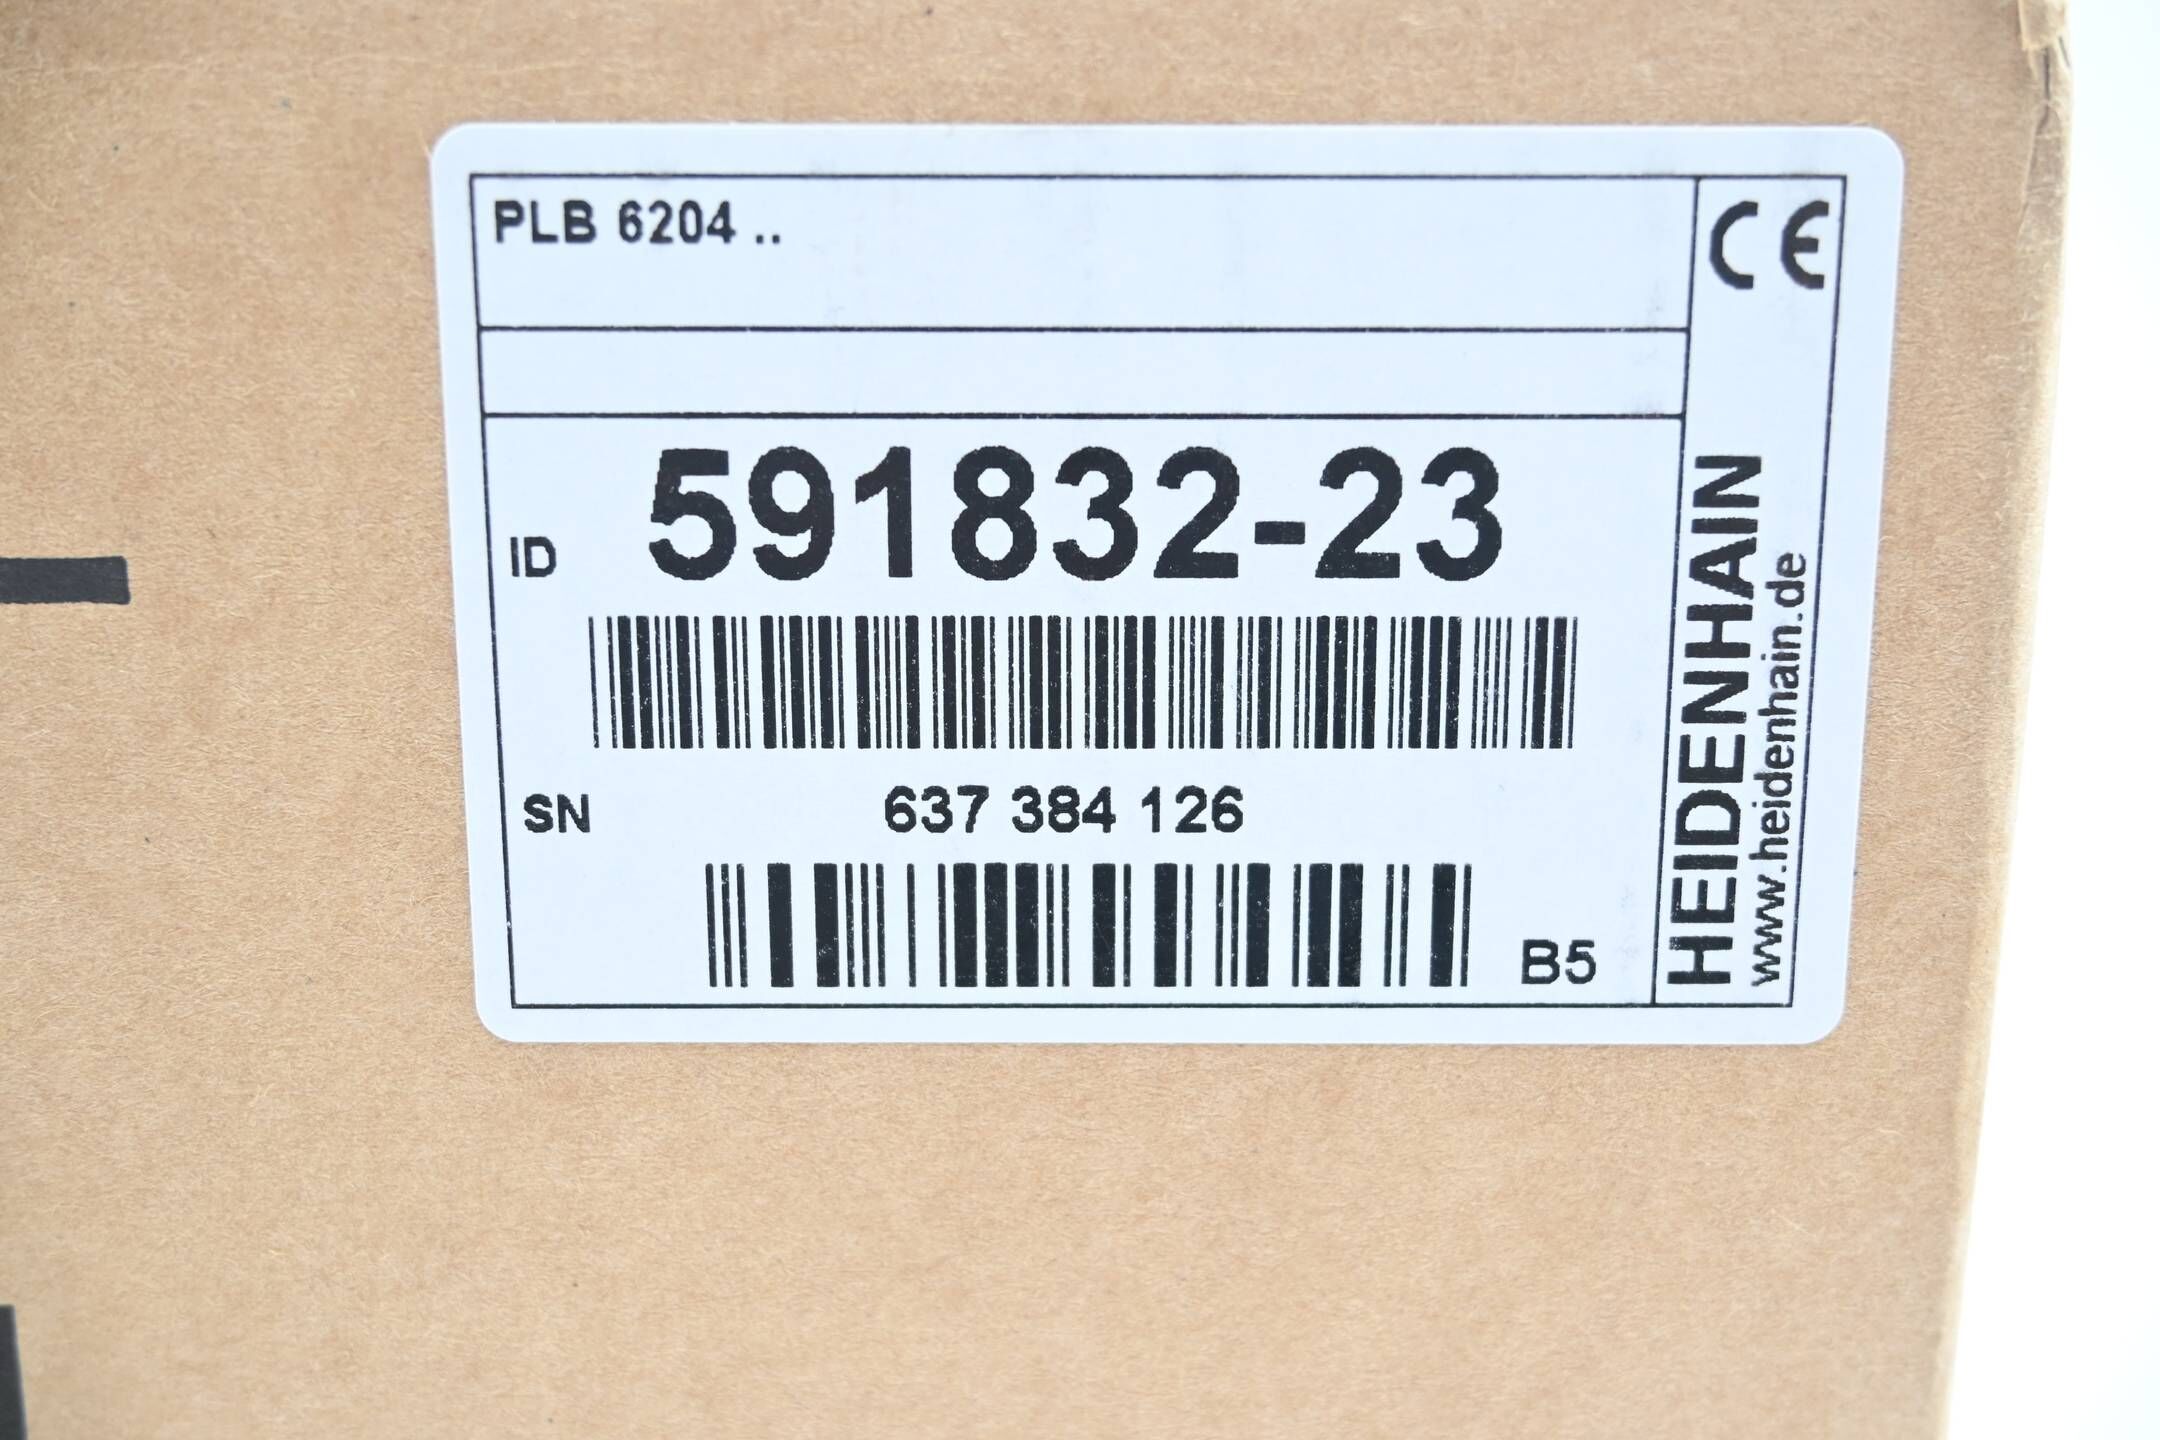 PLB 6204 ..
CE
ID 591832-23
SN 637 384 126
B5
HEIDENHAIN
www.heidenhain.de